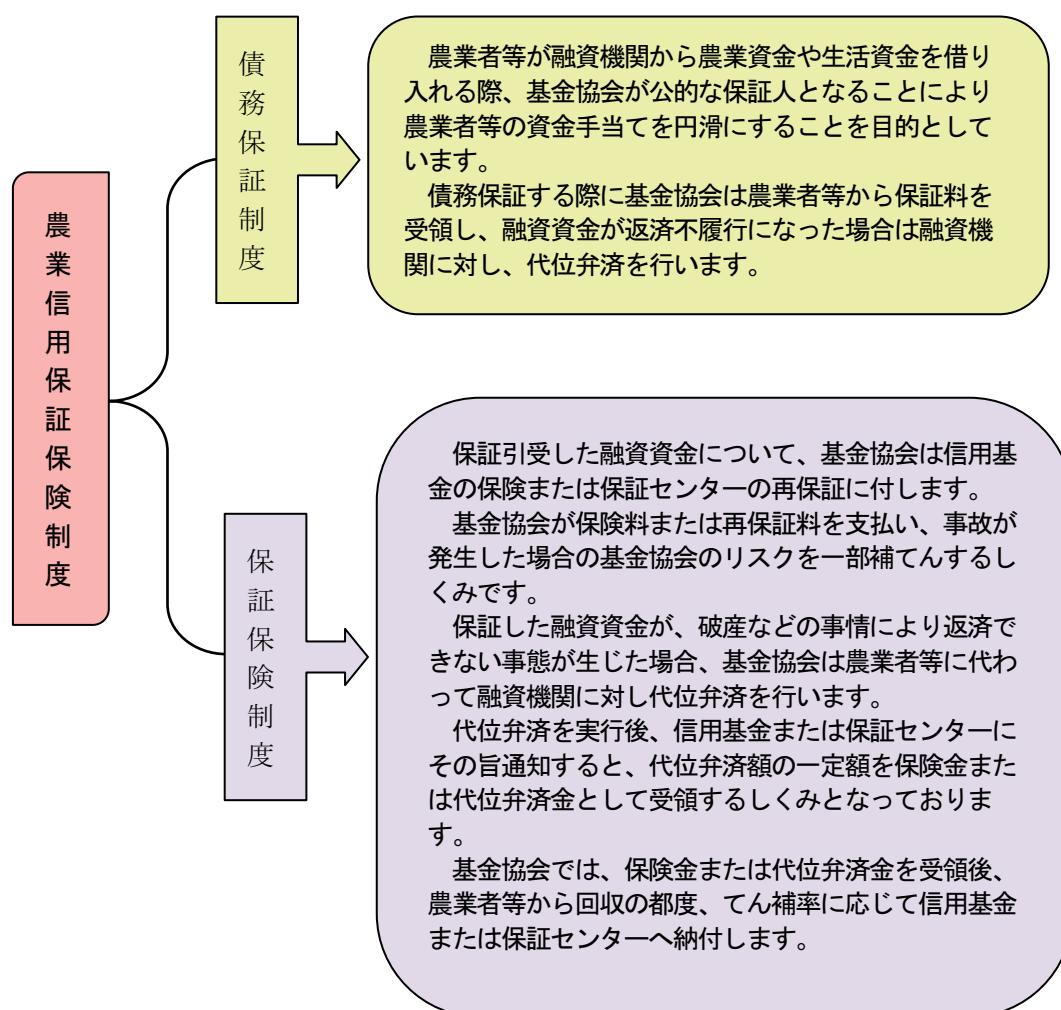 農業信用保証保険制度
債務保証制度
農業者等が融資機関から農業資金や生活資金を借り
入れる際、基金協会が公的な保証人となることにより
農業者等の資金手当てを円滑にすることを目的として
います。
債務保証する際に基金協会は農業者等から保証料を
受領し、融資資金が返済不履行になった場合は融資機
関に対し、代位弁済を行います。
保証保険制度
保証引受した融資資金について、基金協会は信用基
金の保険または保証センターの再保証に付します。
基金協会が保険料または再保証料を支払い、事故が
発生した場合の基金協会のリスクを一部補てんするし
くみです。
保証した融資資金が、破産などの事情により返済で
きない事態が生じた場合、基金協会は農業者等に代わ
って融資機関に対し代位弁済を行います。
代位弁済を実行後、信用基金または保証センターに
その旨通知すると、代位弁済額の一定額を保険金また
は代位弁済金として受領するしくみとなっておりま
す。
基金協会では、保険金または代位弁済金を受領後、
農業者等から回収の都度、てん補率に応じて信用基金
または保証センターへ納付します。